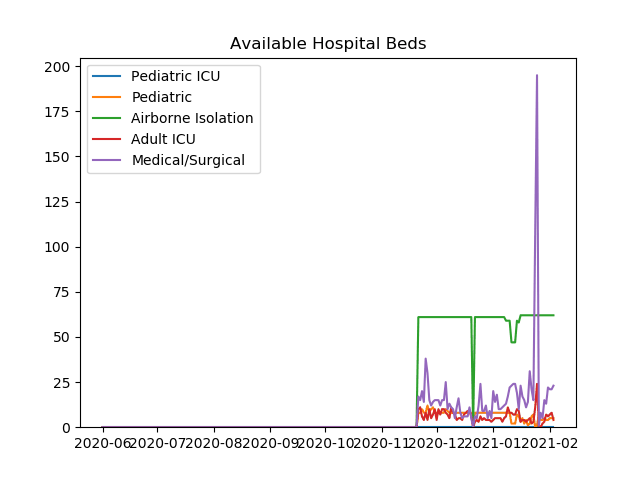 Available Hospital Beds
200
175
150
125
100
75
50
25
0
Pediatric ICU
Pediatric
Airborne Isolation
Adult ICU
Medical/Surgical
2020-06 2020-07 2020-08 2020-09 2020-10 2020-11 2020-12 2021-01 2021-02